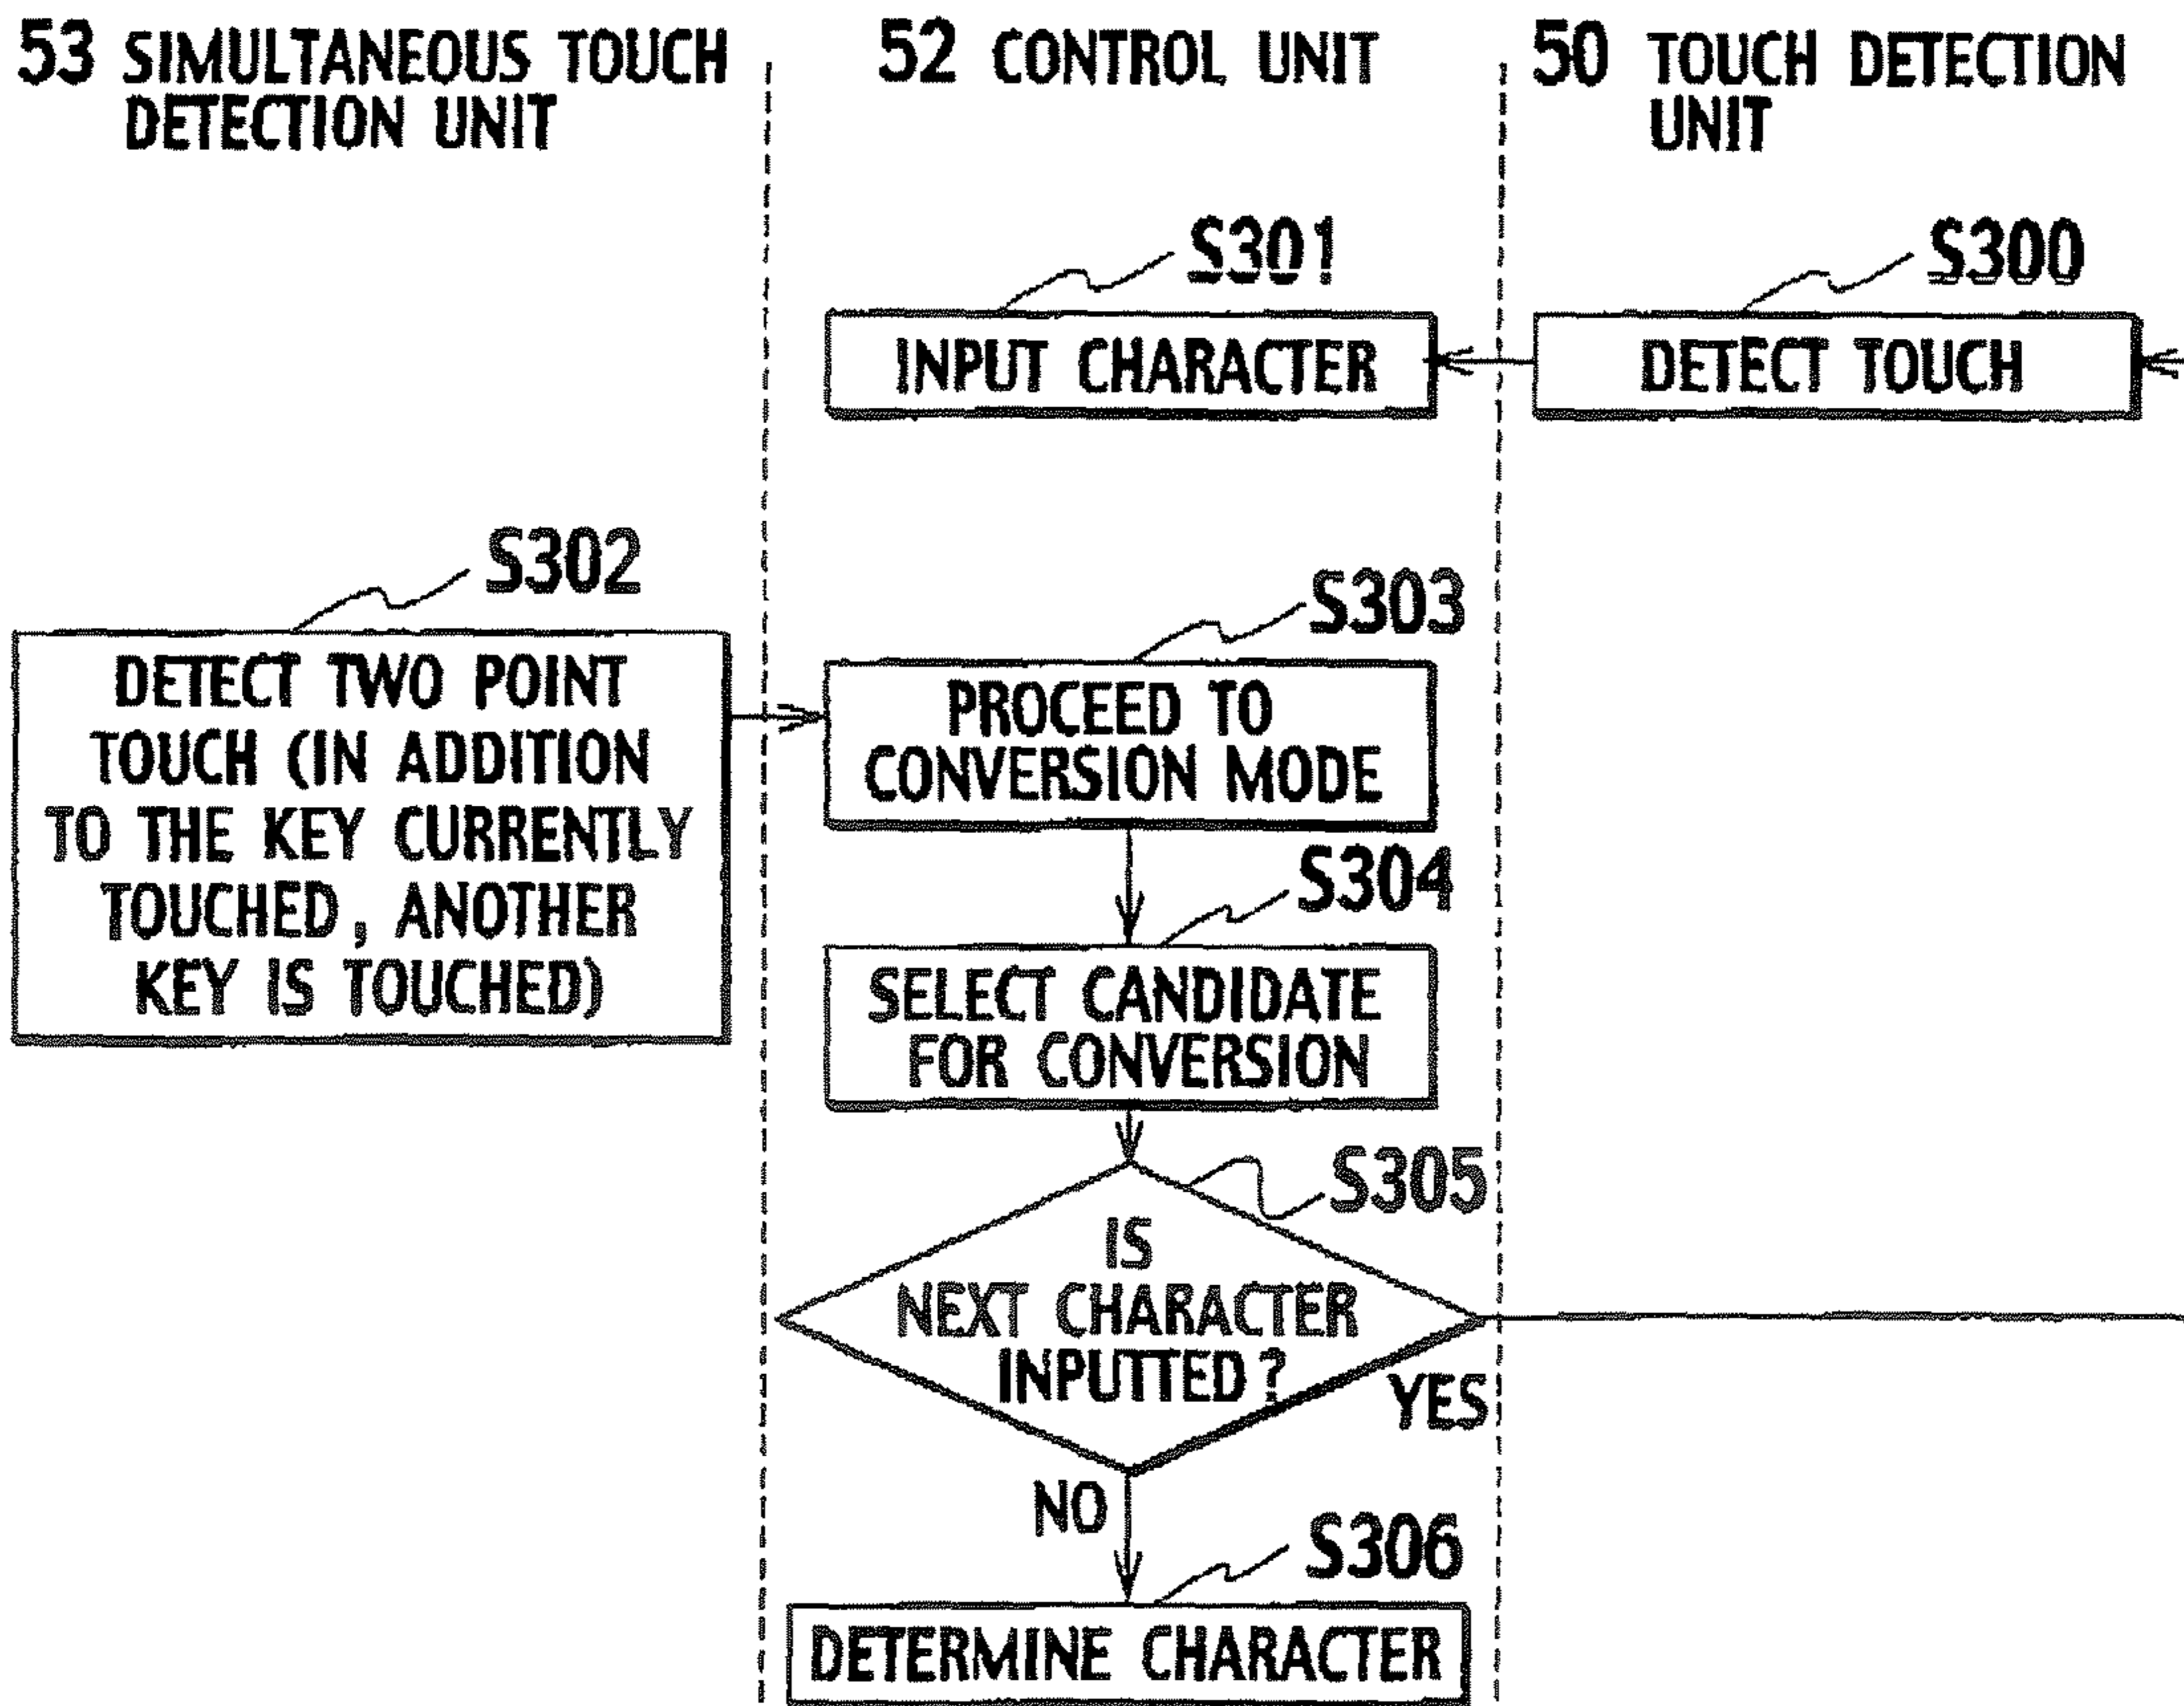 53 SIMULTANEOUS TOUCH
DETECTION UNIT
52 CONTROL UNIT
50 TOUCH DETECTION
UNIT
S301
S300
INPUT CHARACTER
DETECT TOUCH
S302
DETECT TWO POINT
TOUCH (IN ADDITION
TO THE KEY CURRENTLY
TOUCHED, ANOTHER
KEY IS TOUCHED)
S303
PROCEED TO
CONVERSION MODE
S304
SELECT CANDIDATE
FOR CONVERSION
S305
IS
NEXT CHARACTER
INPUTTED?
YES
NO
S306
DETERMINE CHARACTER